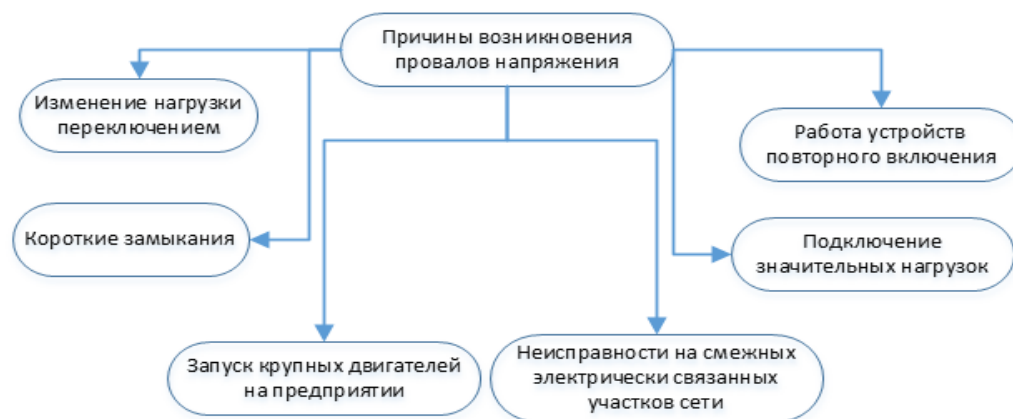 Причины возникновения
провалов напряжения
Изменение нагрузки
переключением
Работа устройств
повторного включения
Короткие замыкания
Подключение
значительных нагрузок
Запуск крупных двигателей
на предприятии
Неисправности на смежных
электрически связанных
участков сети